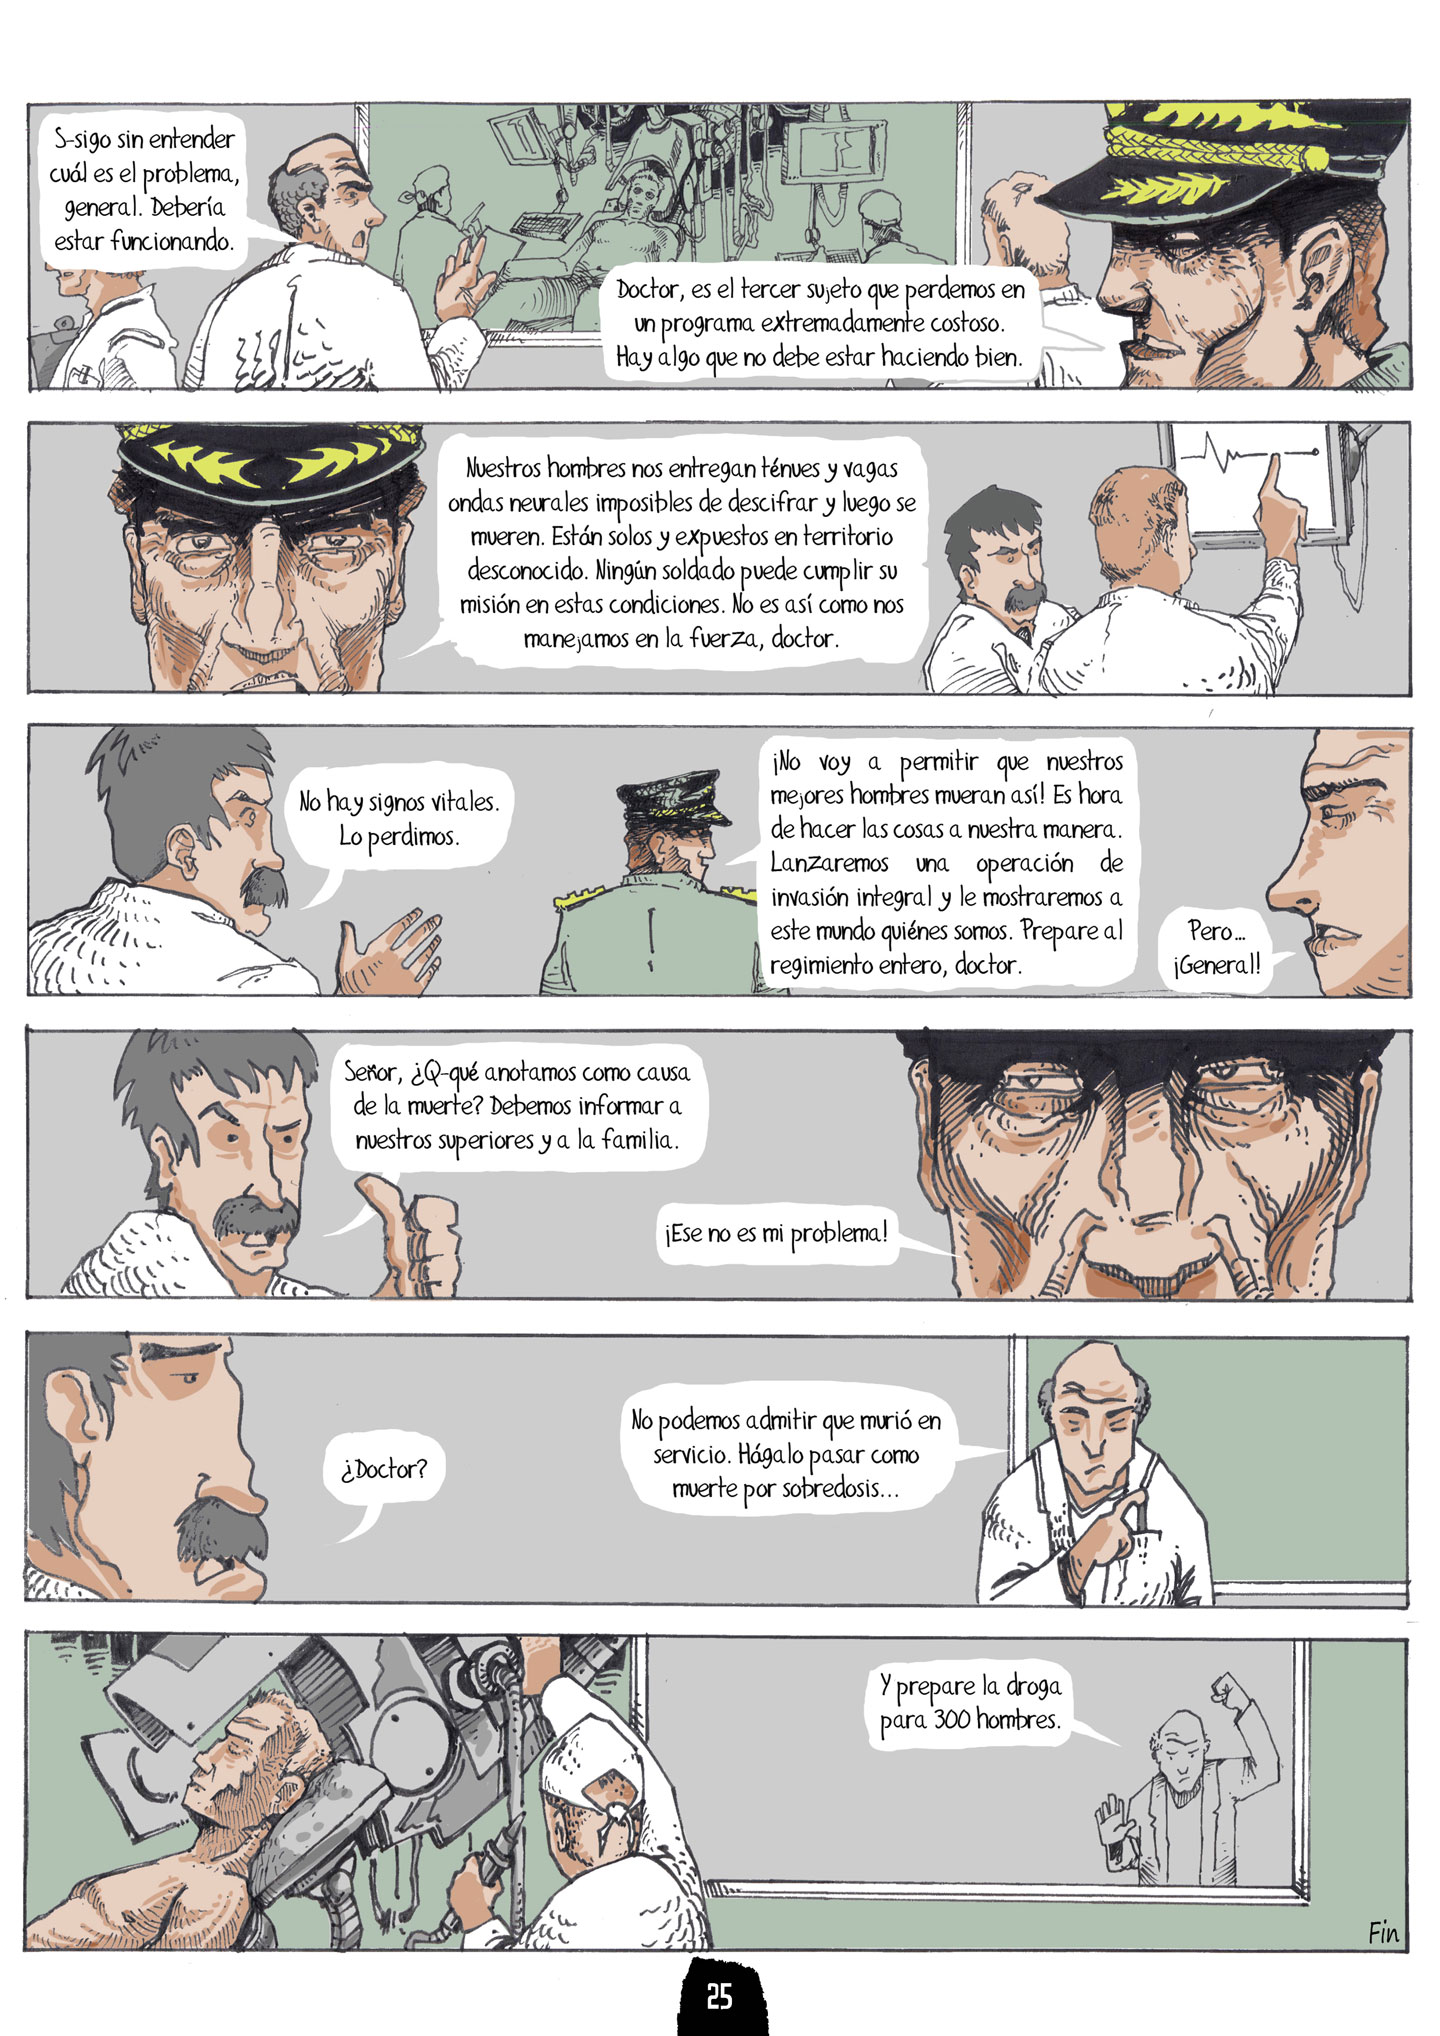 S-sigo sin entender
cuál es el problema,
general. Debería
estar funcionando.
Doctor, es el tercer sujeto que perdemos en
un programa extremadamente costoso.
Hay algo que no debe estar haciendo bien.
Nuestros hombres nos entregan ténues y vagas
ondas neurales imposibles de descifrar y luego se
mueren. Están solos y expuestos en territorio
desconocido. Ningún soldado puede cumplir su
misión en estas condiciones. No es así como nos
manejamos en la fuerza, doctor.
No hay signos vitales.
Lo perdimos.
¡No voy a permitir que nuestros
mejores hombres mueran así! Es hora
de hacer las cosas a nuestra manera.
Lanzaremos una operación de
invasión integral y le mostraremos a
este mundo quiénes somos. Prepare al
regimiento entero, doctor.
Pero...
¡General!
Señor, ¿Q-qué anotamos como causa
de la muerte? Debemos informar a
nuestros superiores y a la familia.
¡Ese no es mi problema!
¿Doctor?
No podemos admitir que murió en
servicio. Hágalo pasar como
muerte por sobredosis...
Y prepare la droga
para 300 hombres.
Fin
25